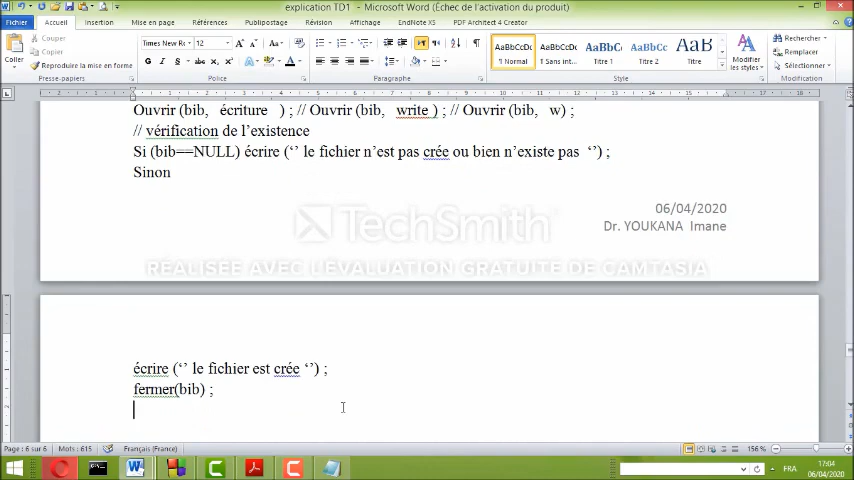 explication TD1 - Microsoft Word (Échec de l'activation du produit)
Fichier Accueil Insertion Mise en page Références Publipostage Révision Affichage EndNote X5 PDF Architect 4 Creator
Coller
Couper
Copier
Reproduire la mise en forme
Presse-papiers
Times New Ro 12
Police
Paragraphe
AaBbCcDc AaBbCcDc AaBbC AaBbCc AaB
¶ Normal ¶ Sans int... Titre 1 Titre 2 Titre
Style
Modifier les styles
Rechercher
Remplacer
Sélectionner
Modification
Ouvrir (bib, écriture ) ; // Ouvrir (bib, write ) ; // Ouvrir (bib, w) ;
// vérification de l'existence
Si (bib==NULL) écrire (‘’ le fichier n'est pas crée ou bien n'existe pas ‘’) ;
Sinon
06/04/2020
Dr. YOUKANA Imane
TechSmith
RÉALISÉE AVEC L'ÉVALUATION GRATUITE DE CAMTASIA
écrire (‘’ le fichier est crée ‘’) ;
fermer(bib) ;
Page : 6 sur 6 Mots : 615 Français (France) 156 %
FR 17:04
06/04/2020